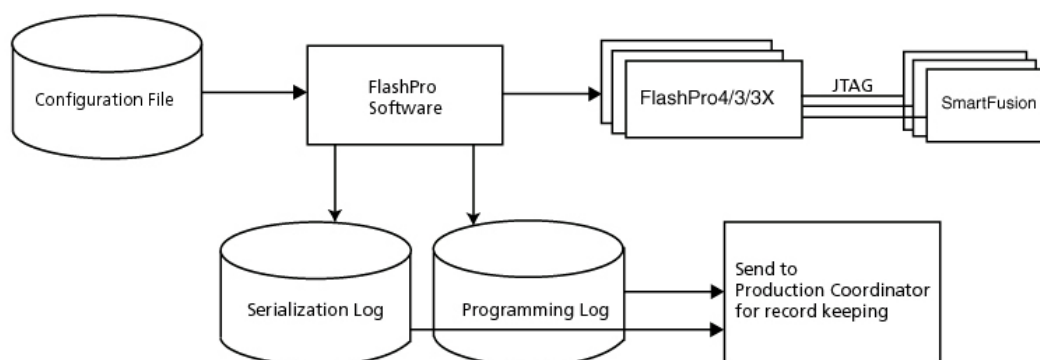 Configuration File
FlashPro
Software
FlashPro4/3/3X
JTAG
SmartFusion
Serialization Log
Programming Log
Send to
Production Coordinator
for record keeping